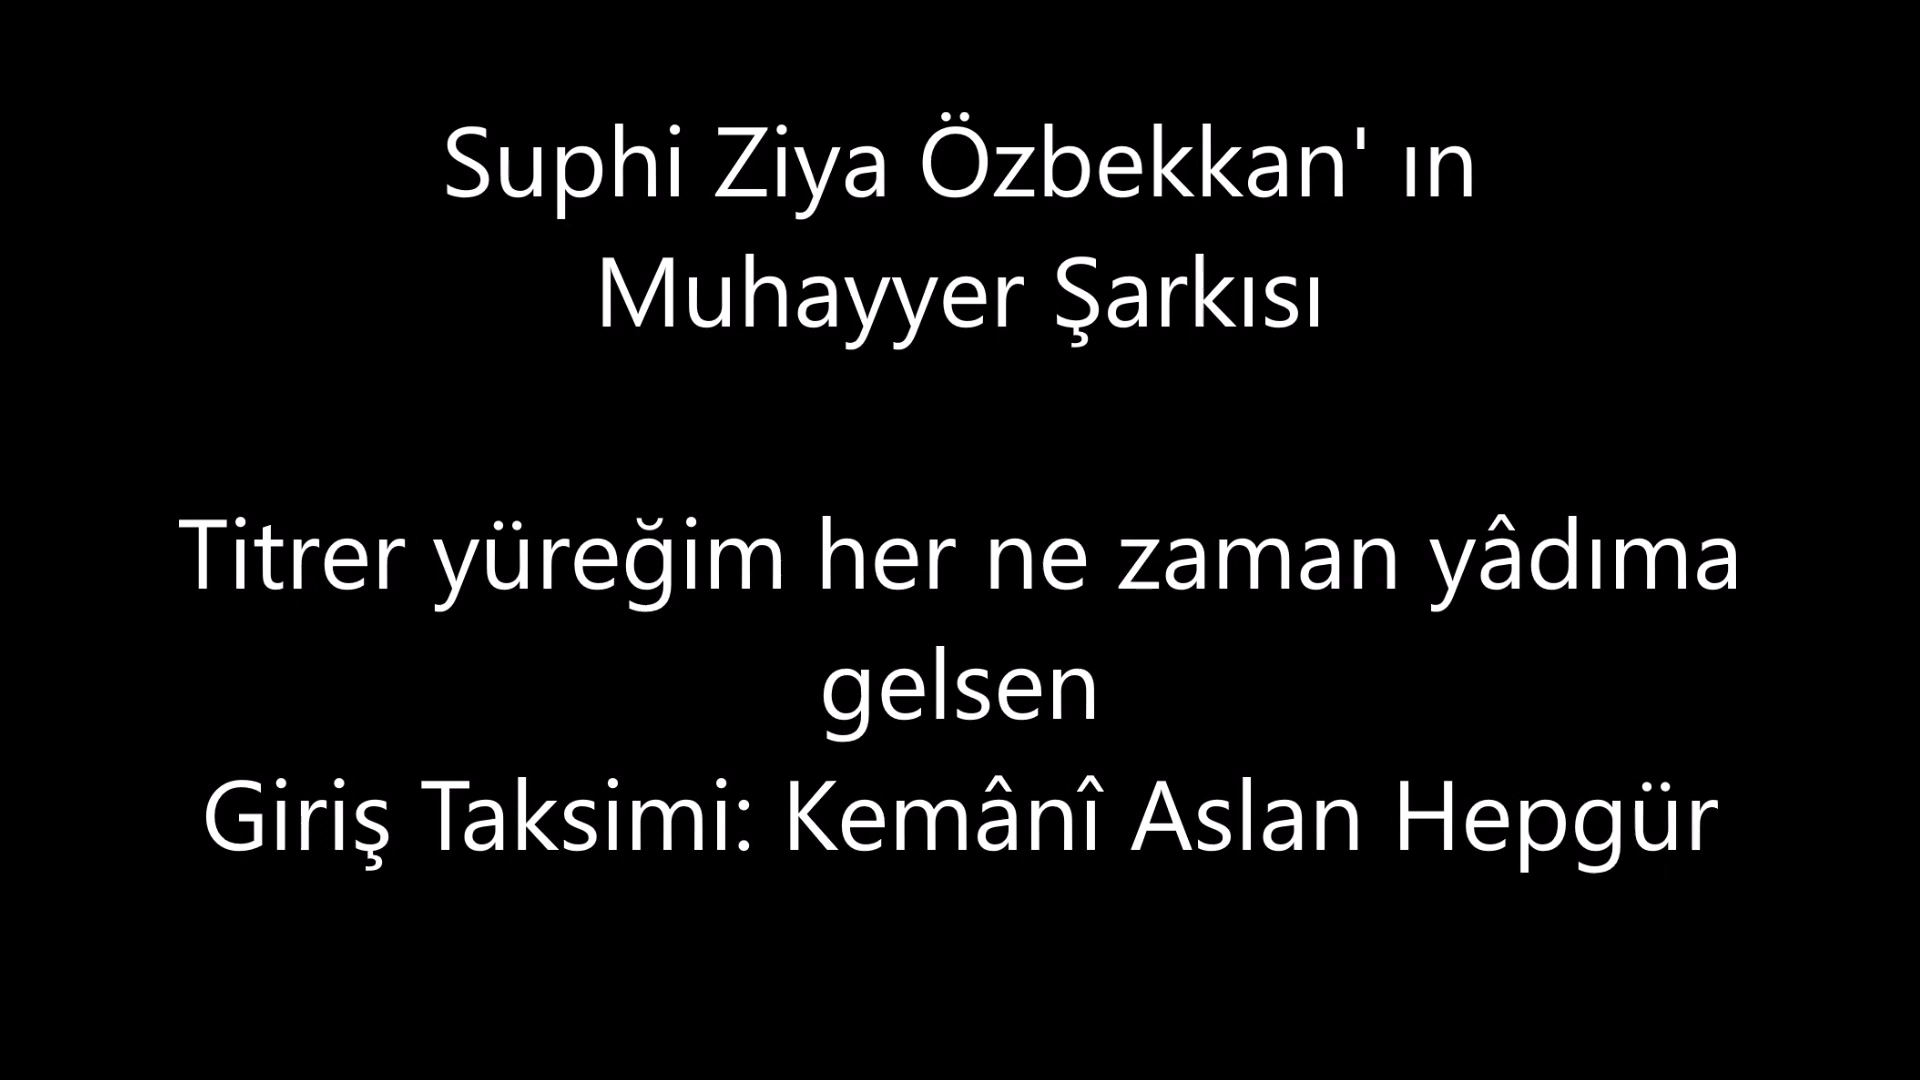 Suphi Ziya Özbekkan' ın
Muhayyer Şarkısı
Titrer yüreğim her ne zaman yâdıma
gelsen
Giriş Taksimi: Kemânî Aslan Hepgür